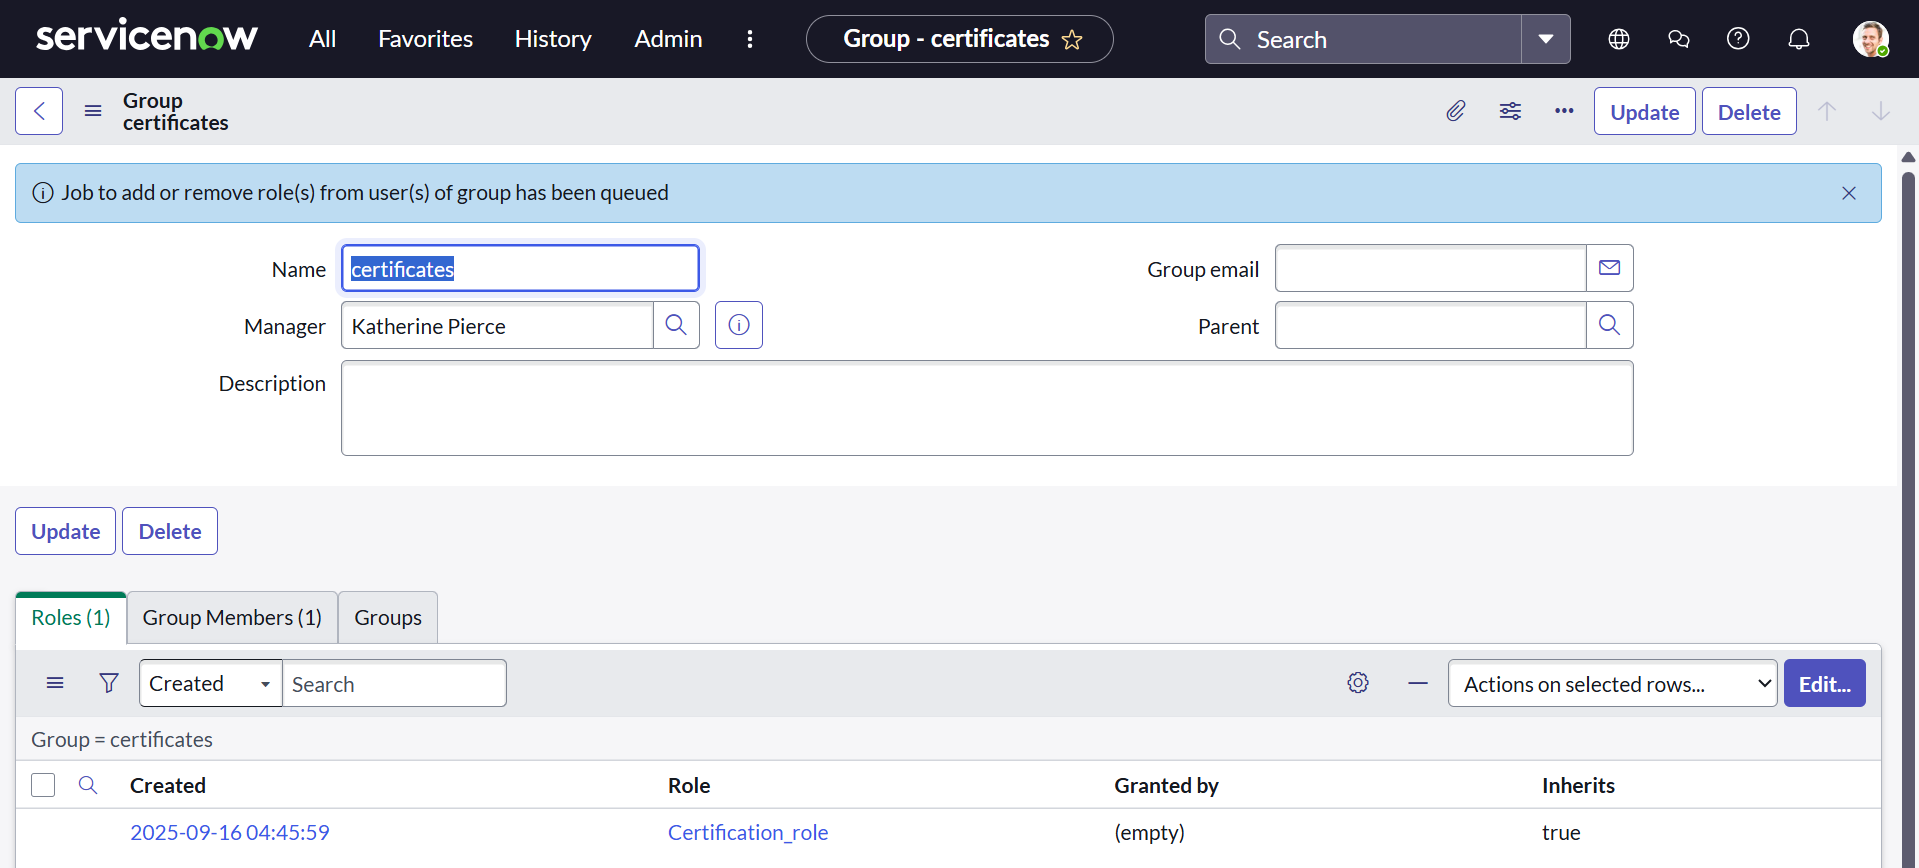 servicenow All Favorites History Admin Group - certificates Search
Group
certificates
Update Delete
Job to add or remove role(s) from user(s) of group has been queued
Name certificates Group email
Manager Katherine Pierce Parent
Description
Update Delete
Roles (1) Group Members (1) Groups
Created Search Actions on selected rows... Edit...
Group = certificates
Created Role Granted by Inherits
2025-09-16 04:45:59 Certification_role (empty) true